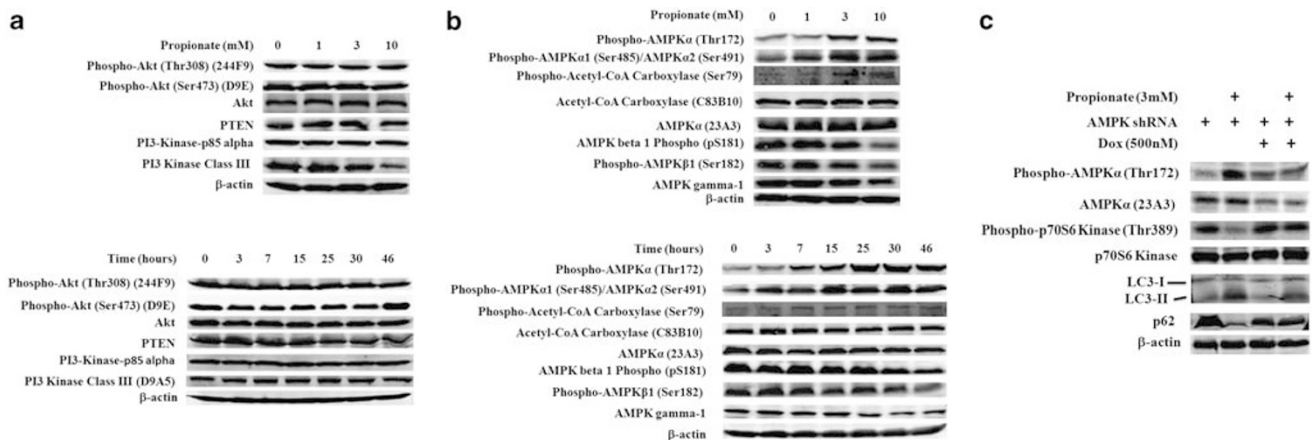 a
Propionate (mM) 0 1 3 10
Phospho-Akt (Thr308) (244F9)
Phospho-Akt (Ser473) (D9E)
Akt
PTEN
PI3-Kinase-p85 alpha
PI3 Kinase Class III
β-actin
Time (hours) 0 3 7 15 25 30 46
Phospho-Akt (Thr308) (244F9)
Phospho-Akt (Ser473) (D9E)
Akt
PTEN
PI3-Kinase-p85 alpha
PI3 Kinase Class III (D9A5)
β-actin
b
Propionate (mM) 0 1 3 10
Phospho-AMPKα (Thr172)
Phospho-AMPKα1 (Ser485)/AMPKα2 (Ser491)
Phospho-Acetyl-CoA Carboxylase (Ser79)
Acetyl-CoA Carboxylase (C83B10)
AMPKα (23A3)
AMPK beta 1 Phospho (pS181)
Phospho-AMPKβ1 (Ser182)
AMPK gamma-1
β-actin
Time (hours) 0 3 7 15 25 30 46
Phospho-AMPKα (Thr172)
Phospho-AMPKα1 (Ser485)/AMPKα2 (Ser491)
Phospho-Acetyl-CoA Carboxylase (Ser79)
Acetyl-CoA Carboxylase (C83B10)
AMPKα (23A3)
AMPK beta 1 Phospho (pS181)
Phospho-AMPKβ1 (Ser182)
AMPK gamma-1
β-actin
c
Propionate (3mM) + +
AMPK shRNA + + + +
Dox (500nM) + +
Phospho-AMPKα (Thr172)
AMPKα (23A3)
Phospho-p70S6 Kinase (Thr389)
p70S6 Kinase
LC3-I
LC3-II
p62
β-actin